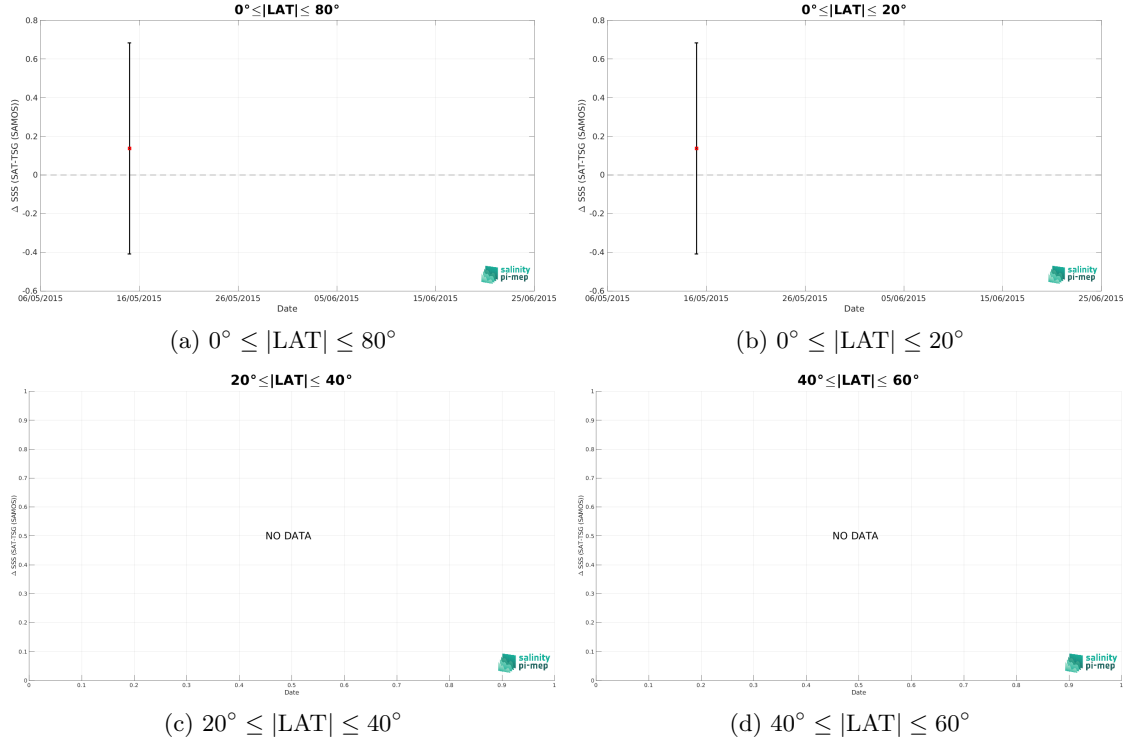 0°≤|LAT|≤ 80°
Δ SSS (SAT-TSG (SAMOS))
0.8
0.6
0.4
0.2
0
-0.2
-0.4
-0.6
06/05/2015 16/05/2015 26/05/2015 05/06/2015 15/06/2015 25/06/2015
Date
salinity
pi-mep
(a) 0° ≤ |LAT| ≤ 80°
0°≤|LAT|≤ 20°
Δ SSS (SAT-TSG (SAMOS))
0.8
0.6
0.4
0.2
0
-0.2
-0.4
-0.6
06/05/2015 16/05/2015 26/05/2015 05/06/2015 15/06/2015 25/06/2015
Date
salinity
pi-mep
(b) 0° ≤ |LAT| ≤ 20°
20°≤|LAT|≤ 40°
Δ SSS (SAT-TSG (SAMOS))
1
0.9
0.8
0.7
0.6
0.5
0.4
0.3
0.2
0.1
0
NO DATA
0 0.1 0.2 0.3 0.4 0.5 0.6 0.7 0.8 0.9 1
Date
salinity
pi-mep
(c) 20° ≤ |LAT| ≤ 40°
40°≤|LAT|≤ 60°
Δ SSS (SAT-TSG (SAMOS))
1
0.9
0.8
0.7
0.6
0.5
0.4
0.3
0.2
0.1
0
NO DATA
0 0.1 0.2 0.3 0.4 0.5 0.6 0.7 0.8 0.9 1
Date
salinity
pi-mep
(d) 40° ≤ |LAT| ≤ 60°